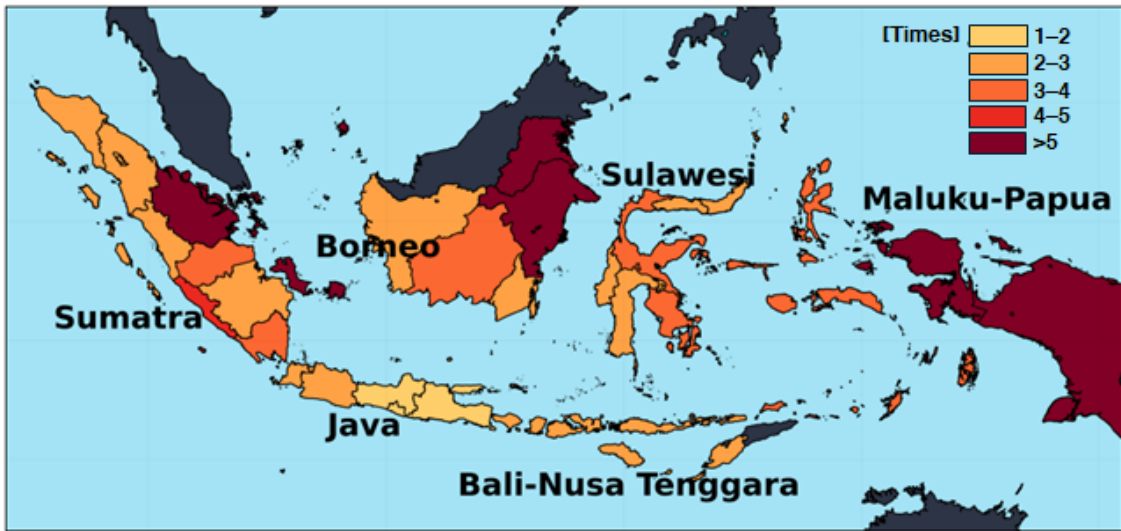 [Times]
1–2
2–3
3–4
4–5
>5
Sulawesi
Maluku-Papua
Borneo
Sumatra
Java
Bali-Nusa Tenggara